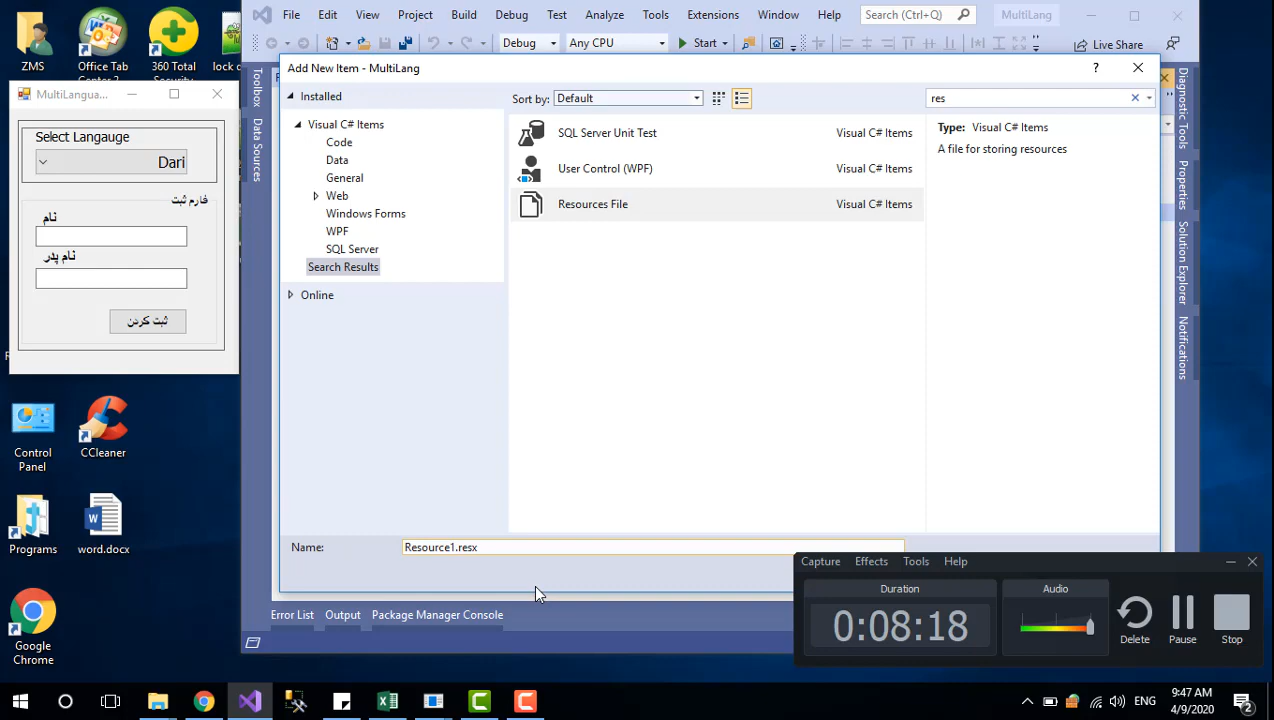 ZMS
Office Tab
Center 2
360 Total
Security
lock
MultiLangua...
Select Langauge
Dari
فارم ثبت
نام
نام پدر
ثبت کردن
Control
Panel
CCleaner
Programs
word.docx
Google
Chrome
File Edit View Project Build Debug Test Analyze Tools Extensions Window Help Search (Ctrl+Q) MultiLang
Debug Any CPU Start Live Share
Toolbox
Data Sources
Add New Item - MultiLang ?
Installed
Visual C# Items
Code
Data
General
Web
Windows Forms
WPF
SQL Server
Search Results
Online
Sort by: Default
SQL Server Unit Test Visual C# Items
User Control (WPF) Visual C# Items
Resources File Visual C# Items
res
Type: Visual C# Items
A file for storing resources
Name: Resource1.resx
Diagnostic Tools
Properties
Solution Explorer
Notifications
Error List Output Package Manager Console
Capture Effects Tools Help
Duration
0:08:18
Audio
Delete
Pause
Stop
ENG
9:47 AM
4/9/2020
2